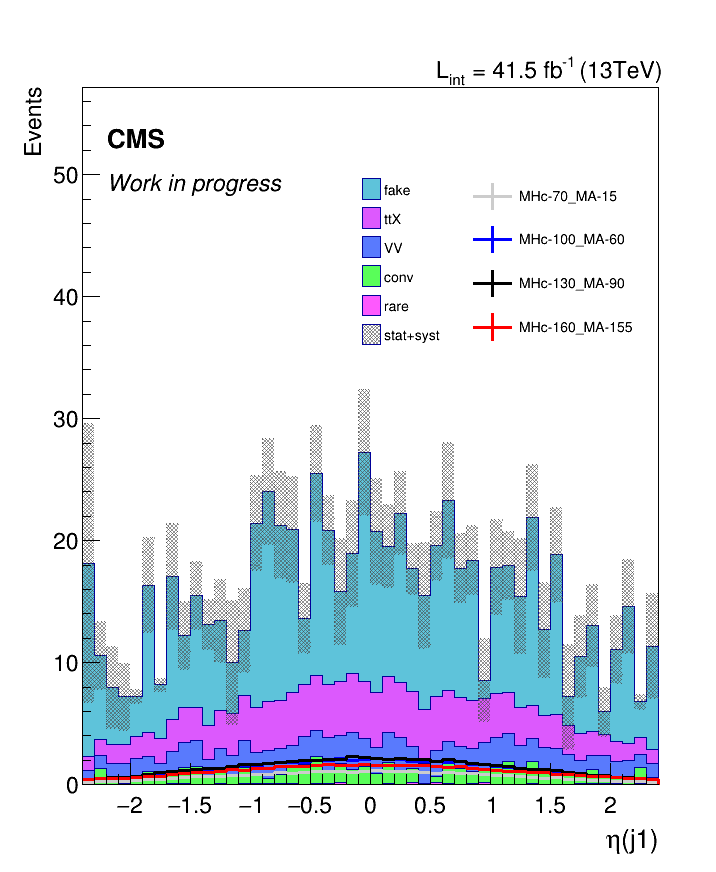 L_int = 41.5 fb^-1 (13TeV)
Events
CMS
Work in progress
fake
ttX
VV
conv
rare
stat+syst
MHc-70_MA-15
MHc-100_MA-60
MHc-130_MA-90
MHc-160_MA-155
50
40
30
20
10
0
−2 −1.5 −1 −0.5 0 0.5 1 1.5 2
η(j1)